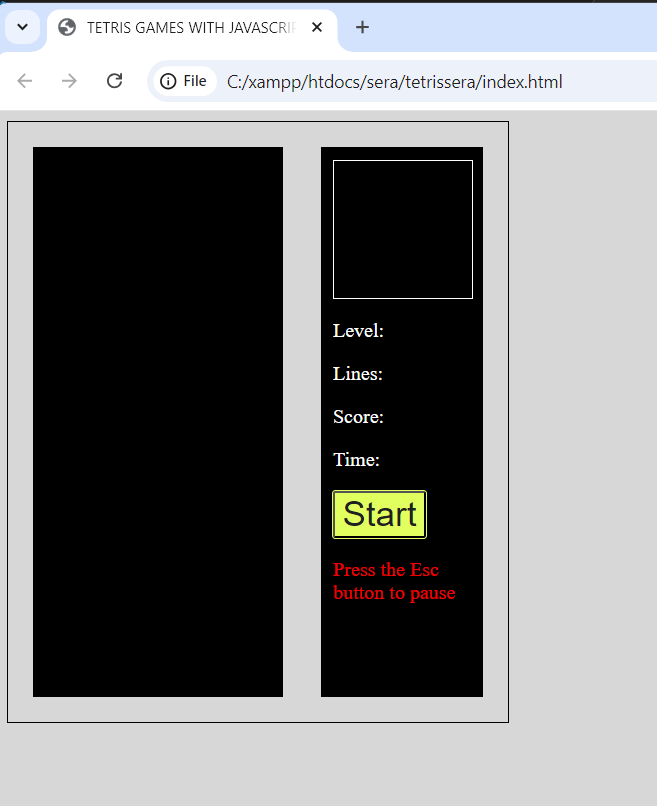 TETRIS GAMES WITH JAVASCRI
File C:/xampp/htdocs/sera/tetrissera/index.html
Level:
Lines:
Score:
Time:
Start
Press the Esc
button to pause